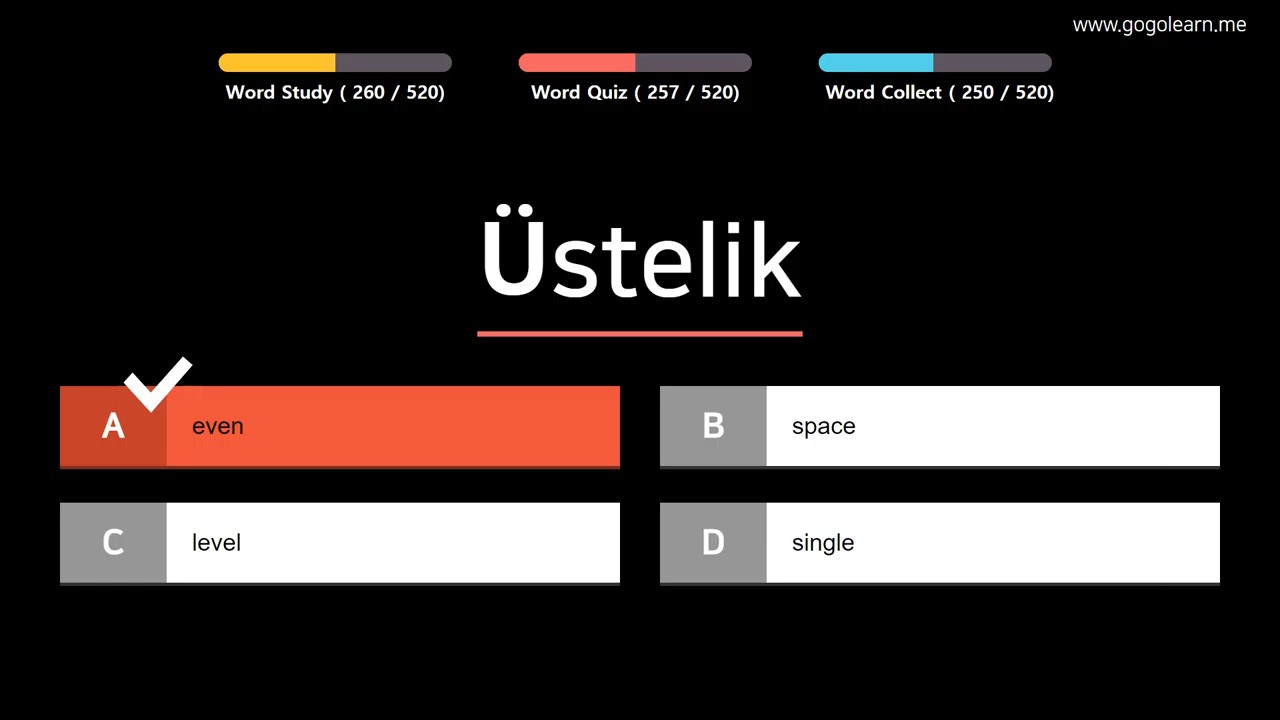 www.gogolearn.me
Word Study ( 260 / 520)
Word Quiz ( 257 / 520)
Word Collect ( 250 / 520)
Üstelik
A even
B space
C level
D single